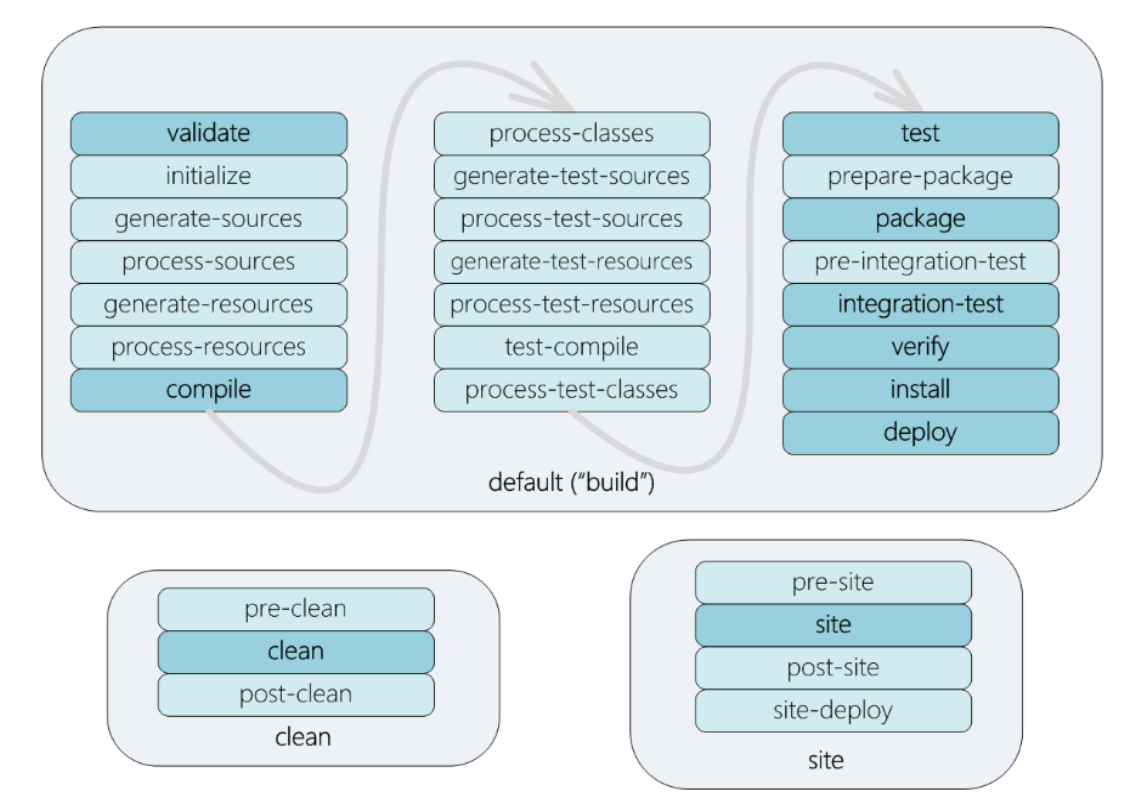 validate
initialize
generate-sources
process-sources
generate-resources
process-resources
compile
process-classes
generate-test-sources
process-test-sources
generate-test-resources
process-test-resources
test-compile
process-test-classes
test
prepare-package
package
pre-integration-test
integration-test
verify
install
deploy
default (“build”)
pre-clean
clean
post-clean
clean
pre-site
site
post-site
site-deploy
site